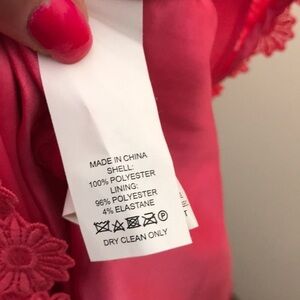 MADE IN CHINA
SHELL:
100% POLYESTER
LINING:
96% POLYESTER
4% ELASTANE
P
DRY CLEAN ONLY